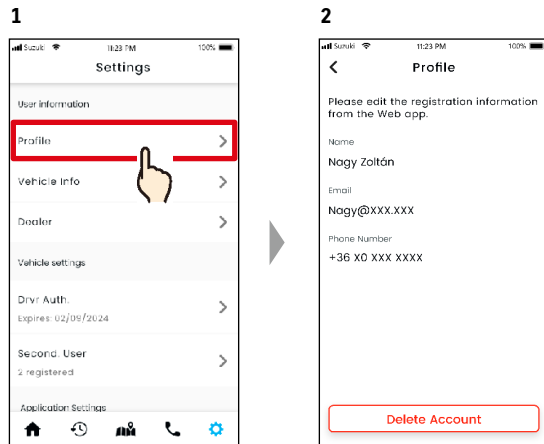 1
Suzuki 11:23 PM 100%
Settings
User information
Profile
Vehicle Info
Dealer
Vehicle settings
Drvr Auth.
Expires: 02/09/2024
Second. User
2 registered
Application Settings
2
Suzuki 11:23 PM 100%
Profile
Please edit the registration information
from the Web app.
Name
Nagy Zoltán
Email
Nagy@XXX.XXX
Phone Number
+36 X0 XXX XXXX
Delete Account